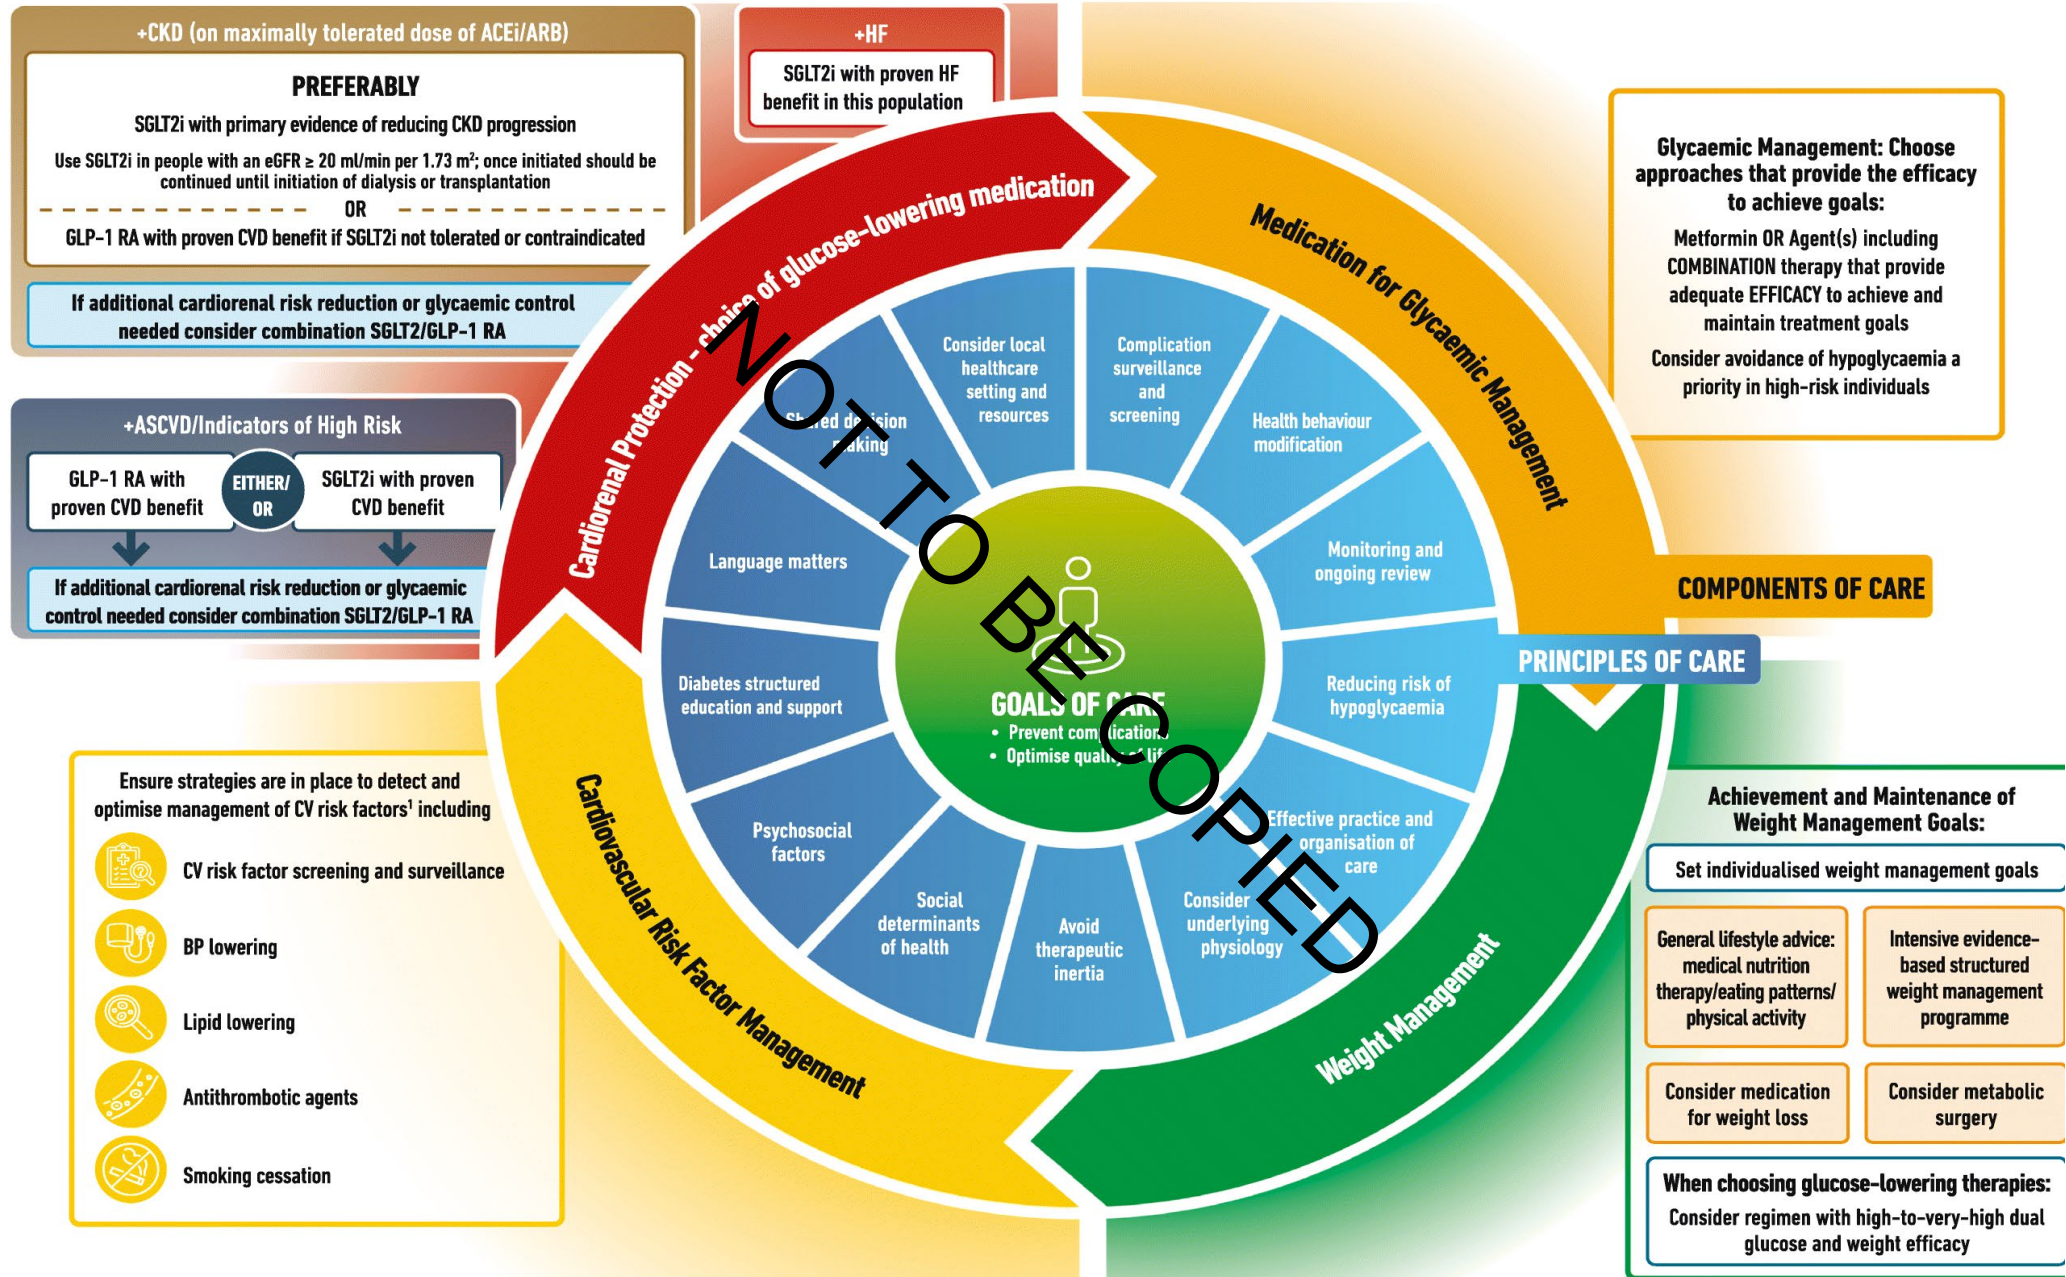 +CKD (on maximally tolerated dose of ACEi/ARB)
PREFERABLY
SGLT2i with primary evidence of reducing CKD progression
Use SGLT2i in people with an eGFR ≥ 20 ml/min per 1.73 m²; once initiated should be
continued until initiation of dialysis or transplantation
OR
GLP-1 RA with proven CVD benefit if SGLT2i not tolerated or contraindicated
If additional cardiorenal risk reduction or glycaemic control
needed consider combination SGLT2/GLP-1 RA
+HF
SGLT2i with proven HF
benefit in this population
+ASCVD/Indicators of High Risk
GLP-1 RA with
proven CVD benefit
EITHER/
OR
SGLT2i with proven
CVD benefit
If additional cardiorenal risk reduction or glycaemic
control needed consider combination SGLT2/GLP-1 RA
Ensure strategies are in place to detect and
optimise management of CV risk factors¹ including
CV risk factor screening and surveillance
BP lowering
Lipid lowering
Antithrombotic agents
Smoking cessation
Cardiorenal Protection - choice of glucose-lowering medication
Medication for Glycaemic Management
Weight Management
Cardiovascular Risk Factor Management
Consider local
healthcare
setting and
resources
Complication
surveillance
and
screening
Health behaviour
modification
Monitoring and
ongoing review
Reducing risk of
hypoglycaemia
Effective practice and
organisation of
care
Consider
underlying
physiology
Avoid
therapeutic
inertia
Social
determinants
of health
Psychosocial
factors
Diabetes structured
education and support
Language matters
Shared decision
making
GOALS OF CARE
• Prevent complications
• Optimise quality of life
NOT TO BE COPIED
Glycaemic Management: Choose
approaches that provide the efficacy
to achieve goals:
Metformin OR Agent(s) including
COMBINATION therapy that provide
adequate EFFICACY to achieve and
maintain treatment goals
Consider avoidance of hypoglycaemia a
priority in high-risk individuals
COMPONENTS OF CARE
PRINCIPLES OF CARE
Achievement and Maintenance of
Weight Management Goals:
Set individualised weight management goals
General lifestyle advice:
medical nutrition
therapy/eating patterns/
physical activity
Intensive evidence-
based structured
weight management
programme
Consider medication
for weight loss
Consider metabolic
surgery
When choosing glucose-lowering therapies:
Consider regimen with high-to-very-high dual
glucose and weight efficacy